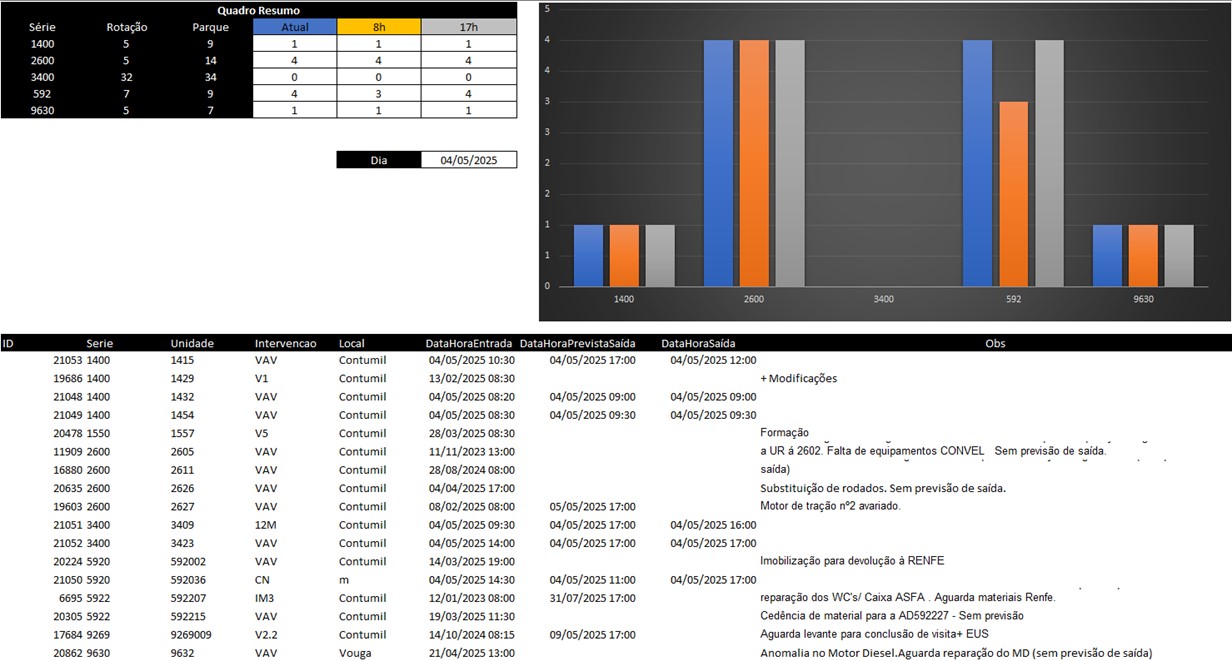 Quadro Resumo
Série Rotação Parque Atual 8h 17h
1400 5 9 1 1 1
2600 5 14 4 4 4
3400 32 34 0 0 0
592 7 9 4 3 4
9630 5 7 1 1 1
Dia 04/05/2025
5
4
4
3
3
2
2
1
1
0
1400 2600 3400 592 9630
ID Serie Unidade Intervencao Local DataHoraEntrada DataHoraPrevistaSaída DataHoraSaída Obs
21053 1400 1415 VAV Contumil 04/05/2025 10:30 04/05/2025 17:00 04/05/2025 12:00
19686 1400 1429 V1 Contumil 13/02/2025 08:30 + Modificações
21048 1400 1432 VAV Contumil 04/05/2025 08:20 04/05/2025 09:00 04/05/2025 09:00
21049 1400 1454 VAV Contumil 04/05/2025 08:30 04/05/2025 09:30 04/05/2025 09:30
20478 1550 1557 V5 Contumil 28/03/2025 08:30 Formação
11909 2600 2605 VAV Contumil 11/11/2023 13:00 a UR á 2602. Falta de equipamentos CONVEL Sem previsão de saída.
16880 2600 2611 VAV Contumil 28/08/2024 08:00 saída)
20635 2600 2626 VAV Contumil 04/04/2025 17:00 Substituição de rodados. Sem previsão de saída.
19603 2600 2627 VAV Contumil 08/02/2025 08:00 05/05/2025 17:00 Motor de tração nº2 avariado.
21051 3400 3409 12M Contumil 04/05/2025 09:30 04/05/2025 17:00 04/05/2025 16:00
21052 3400 3423 VAV Contumil 04/05/2025 14:00 04/05/2025 17:00 04/05/2025 17:00
20224 5920 592002 VAV Contumil 14/03/2025 19:00 Imobilização para devolução à RENFE
21050 5920 592036 CN m 04/05/2025 14:30 04/05/2025 11:00 04/05/2025 17:00
6695 5922 592207 IM3 Contumil 12/01/2023 08:00 31/07/2025 17:00 reparação dos WC's/ Caixa ASFA . Aguarda materiais Renfe.
20305 5922 592215 VAV Contumil 19/03/2025 11:30 Cedência de material para a AD592227 - Sem previsão
17684 9269 9269009 V2.2 Contumil 14/10/2024 08:15 09/05/2025 17:00 Aguarda levante para conclusão de visita+ EUS
20862 9630 9632 VAV Vouga 21/04/2025 13:00 Anomalia no Motor Diesel.Aguarda reparação do MD (sem previsão de saída)